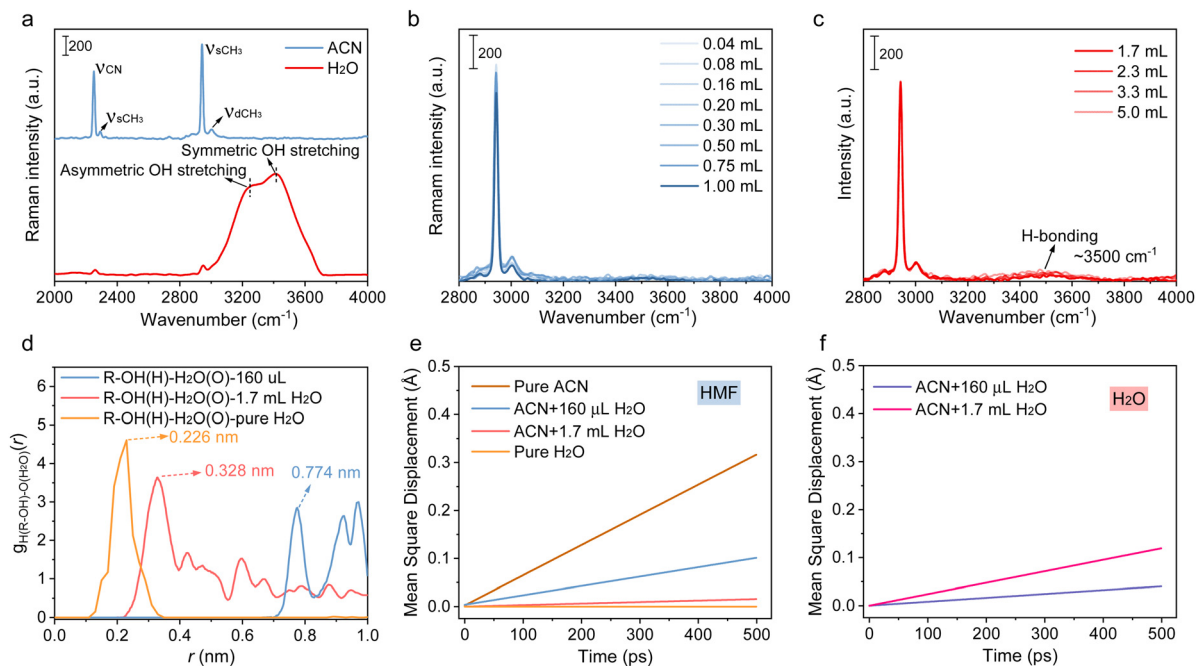 a
200
ACN
H₂O
νCN
νsCH₃
νsCH₃
νdCH₃
Symmetric OH stretching
Asymmetric OH stretching
Raman intensity (a.u.)
2000 2400 2800 3200 3600 4000
Wavenumber (cm⁻¹)
b
200
0.04 mL
0.08 mL
0.16 mL
0.20 mL
0.30 mL
0.50 mL
0.75 mL
1.00 mL
Ramam intensity (a.u.)
2800 3000 3200 3400 3600 3800 4000
Wavenumber (cm⁻¹)
c
200
1.7 mL
2.3 mL
3.3 mL
5.0 mL
H-bonding
~3500 cm⁻¹
Intensity (a.u.)
2800 3000 3200 3400 3600 3800 4000
Wavenumber (cm⁻¹)
d
R-OH(H)-H₂O(O)-160 uL
R-OH(H)-H₂O(O)-1.7 mL H₂O
R-OH(H)-H₂O(O)-pure H₂O
0.226 nm
0.328 nm
0.774 nm
gH(R-OH)-O(H2O)(r)
6
5
4
3
2
1
0
0.0 0.2 0.4 0.6 0.8 1.0
r (nm)
e
Pure ACN
ACN+160 μL H₂O
ACN+1.7 mL H₂O
Pure H₂O
HMF
Mean Square Displacement (Å)
0.5
0.4
0.3
0.2
0.1
0.0
0 100 200 300 400 500
Time (ps)
f
ACN+160 μL H₂O
ACN+1.7 mL H₂O
H₂O
Mean Square Displacement (Å)
0.5
0.4
0.3
0.2
0.1
0.0
0 100 200 300 400 500
Time (ps)